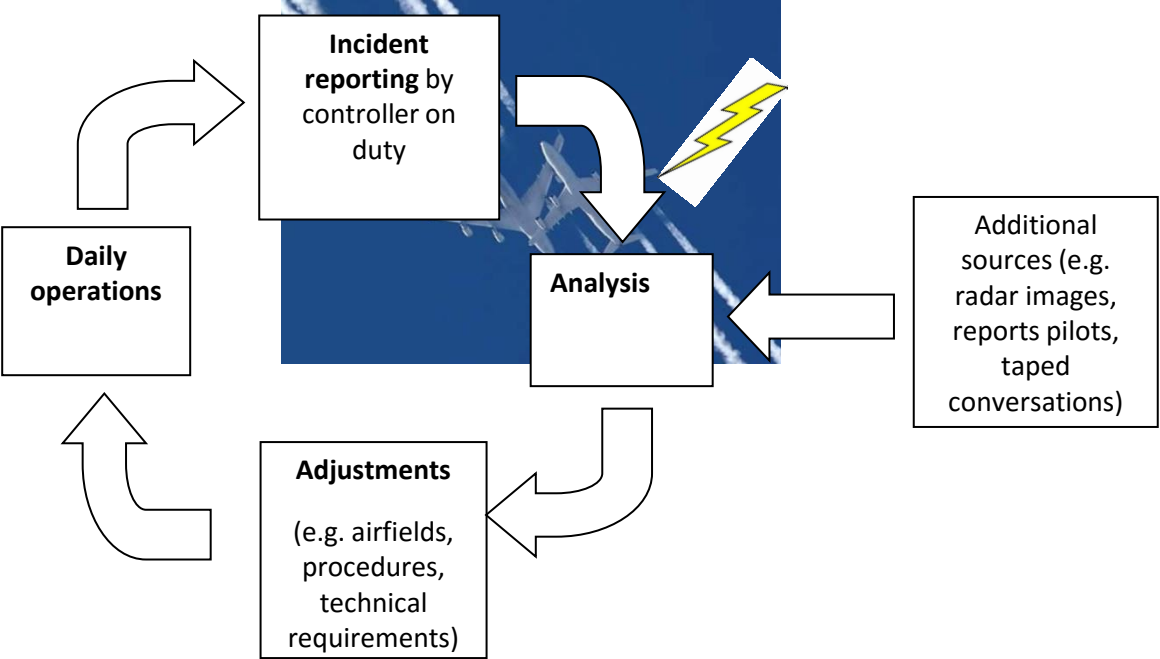 Incident
reporting by
controller on
duty
Daily
operations
Analysis
Additional
sources (e.g.
radar images,
reports pilots,
taped
conversations)
Adjustments
(e.g. airfields,
procedures,
technical
requirements)